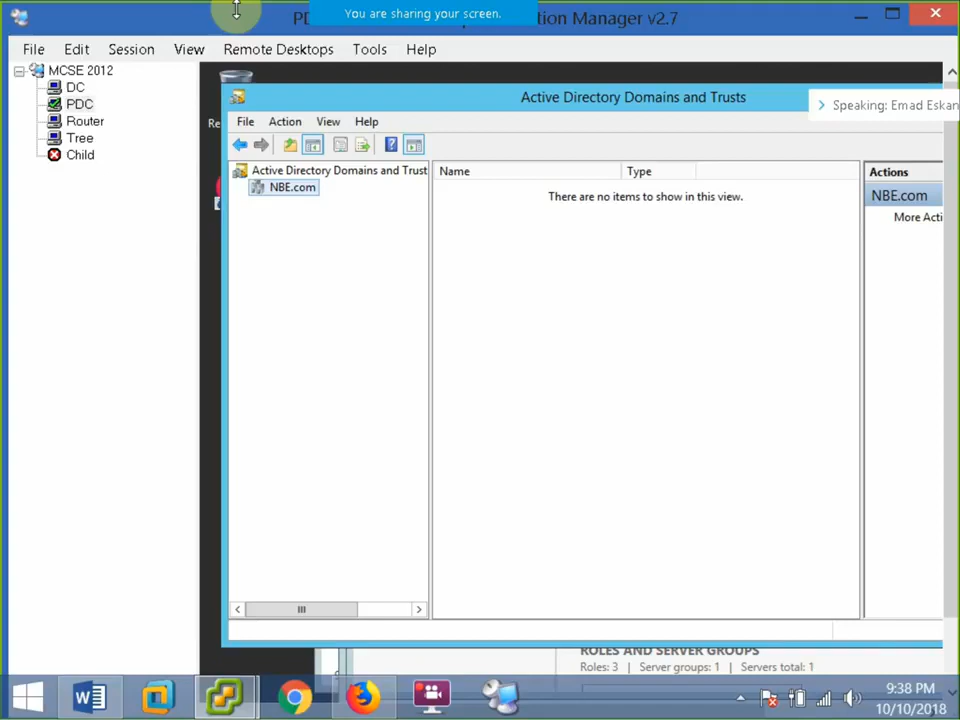 You are sharing your screen.
PD
tion Manager v2.7
File Edit Session View Remote Desktops Tools Help
MCSE 2012
DC
PDC
Router
Tree
Child
Re
Active Directory Domains and Trusts
Speaking: Emad Eskan
File Action View Help
Active Directory Domains and Trust
NBE.com
Name Type
There are no items to show in this view.
Actions
NBE.com
More Acti
ROLES AND SERVER GROUPS
Roles: 3 | Server groups: 1 | Servers total: 1
9:38 PM
10/10/2018